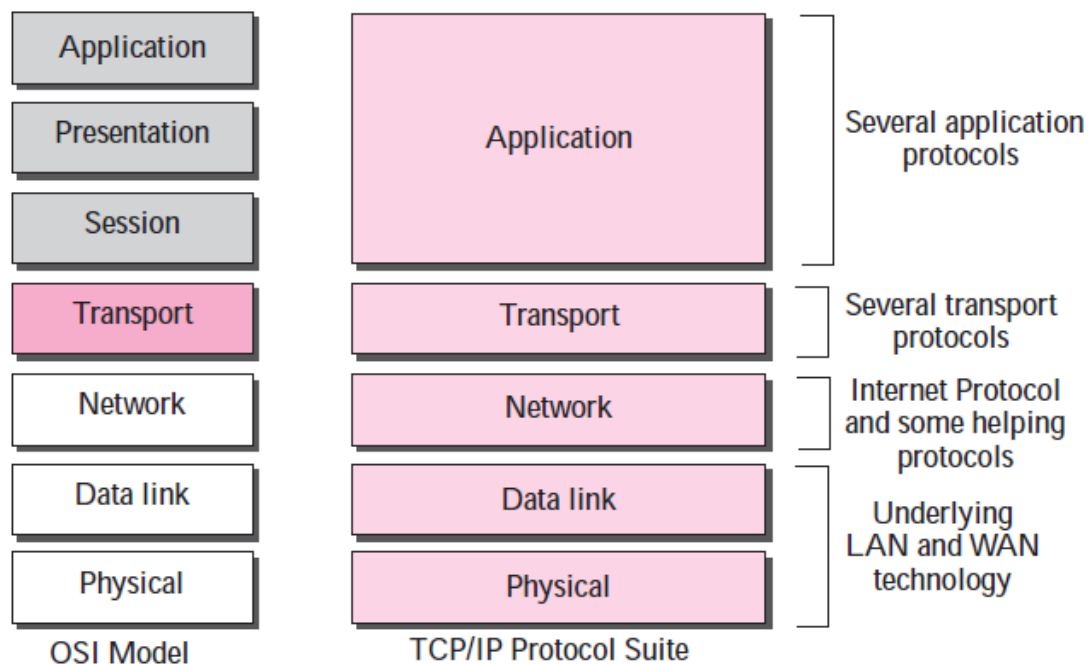 Application
Presentation
Session
Transport
Network
Data link
Physical
OSI Model
Application
Transport
Network
Data link
Physical
TCP/IP Protocol Suite
Several application
protocols
Several transport
protocols
Internet Protocol
and some helping
protocols
Underlying
LAN and WAN
technology